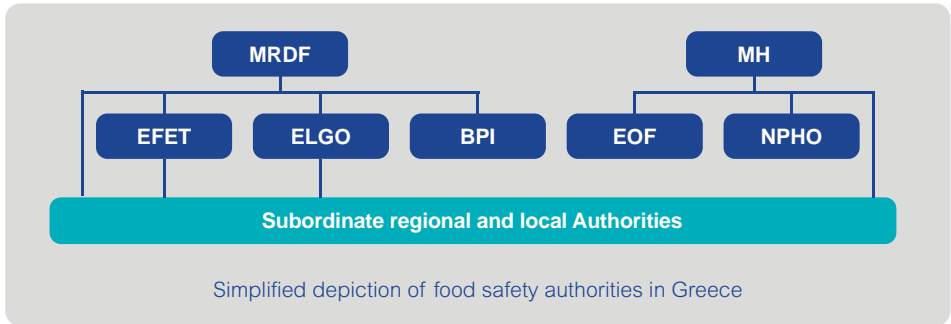 MRDF
MH
EFET
ELGO
BPI
EOF
NPHO
Subordinate regional and local Authorities
Simplified depiction of food safety authorities in Greece